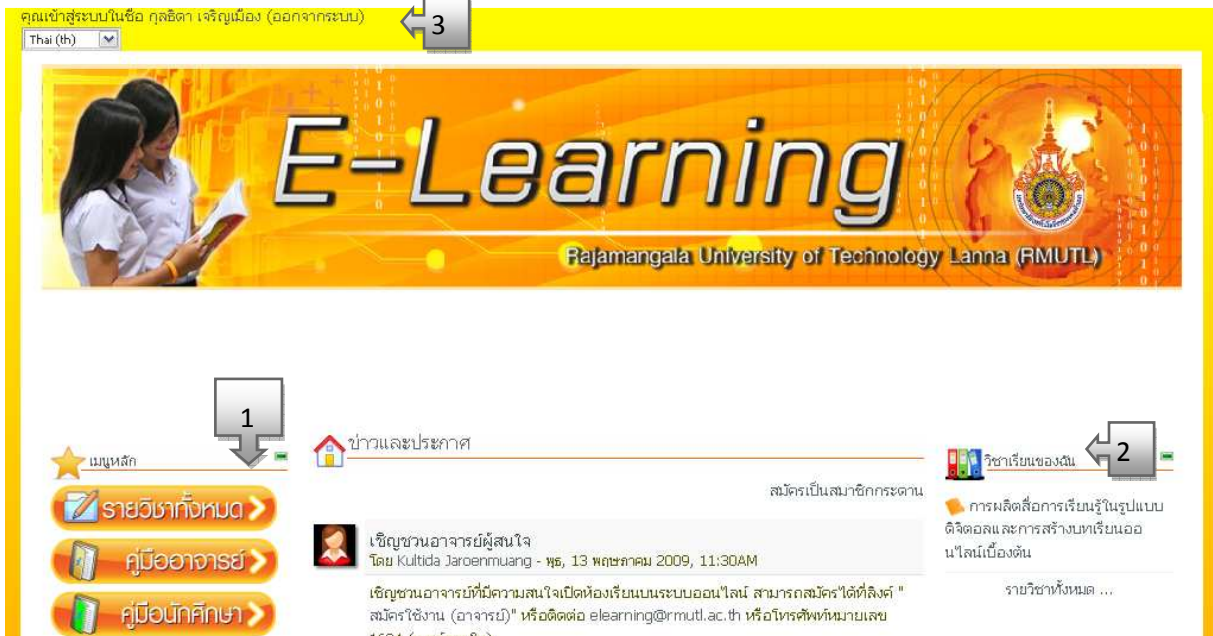 คุณเข้าสู่ระบบในชื่อ กุลธิดา เจริญเมือง (ออกจากระบบ)
3
Thai (th)
E-Learning
Rajamangala University of Technology Lanna (RMUTL)
1
เมนูหลัก
รายวิชาทั้งหมด
คู่มืออาจารย์
คู่มือนักศึกษา
ข่าวและประกาศ
สมัครเป็นสมาชิกกระดาน
เชิญชวนอาจารย์ผู้สนใจ
โดย Kultida Jaroenmuang - พุธ, 13 พฤษภาคม 2009, 11:30AM
เชิญชวนอาจารย์ที่มีความสนใจเปิดห้องเรียนบนระบบออนไลน์ สามารถสมัครได้ที่ลิงค์ "
สมัครใช้งาน (อาจารย์)" หรือติดต่อ elearning@rmutl.ac.th หรือโทรศัพท์หมายเลข
2
วิชาเรียนของฉัน
การผลิตสื่อการเรียนรู้ในรูปแบบ
ดิจิตอลและการสร้างบทเรียนออ
นไลน์เบื้องต้น
รายวิชาทั้งหมด ...